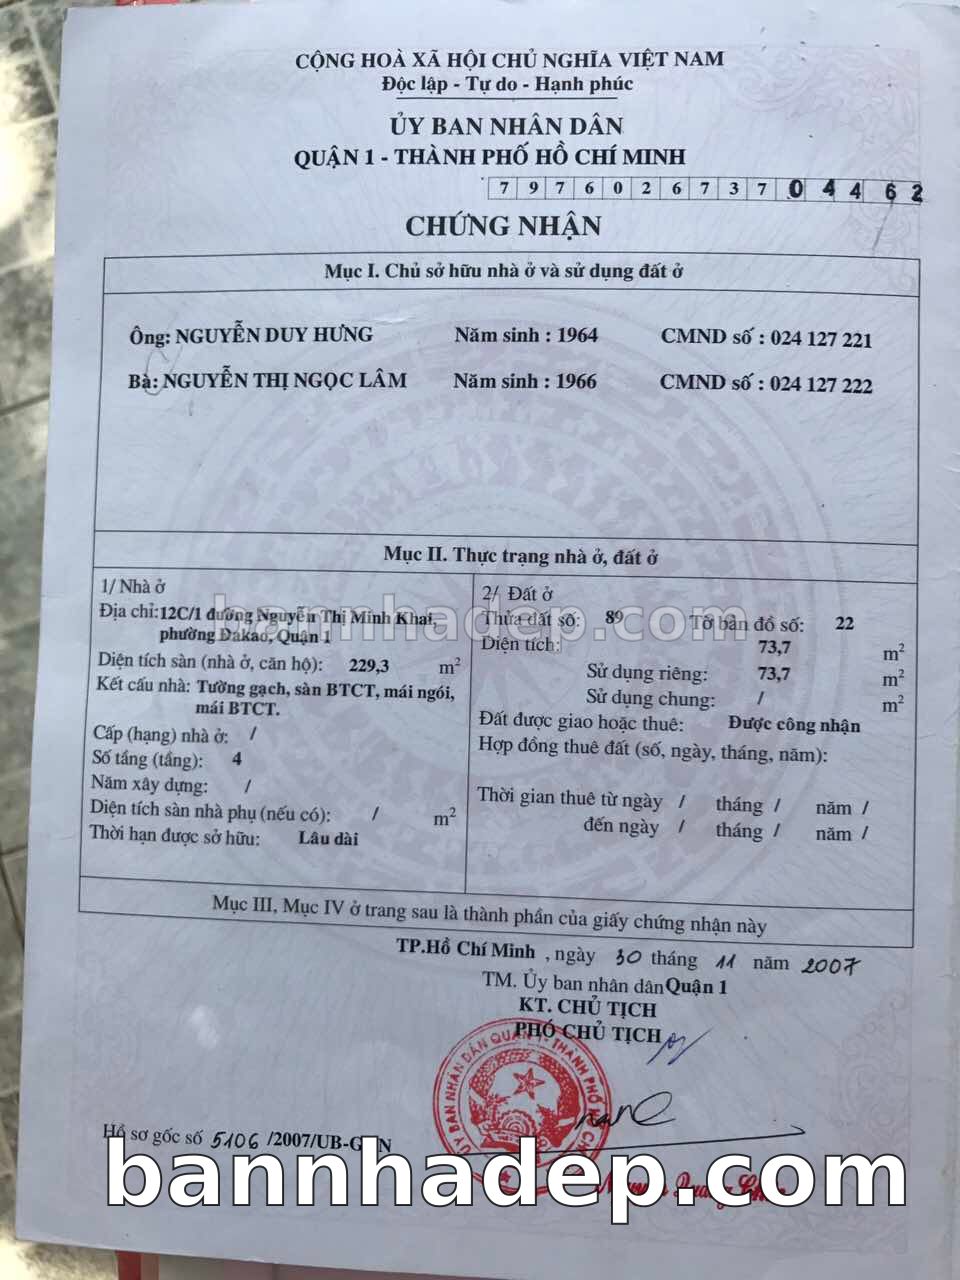 CỘNG HOÀ XÃ HỘI CHỦ NGHĨA VIỆT NAM
Độc lập - Tự do - Hạnh phúc
ỦY BAN NHÂN DÂN
QUẬN 1 - THÀNH PHỐ HỒ CHÍ MINH
7 9 7 6 0 2 6 7 3 7 0 4 4 6 2
CHỨNG NHẬN
Mục I. Chủ sở hữu nhà ở và sử dụng đất ở
Ông: NGUYỄN DUY HƯNG Năm sinh : 1964 CMND số : 024 127 221
Bà: NGUYỄN THỊ NGỌC LÂM Năm sinh : 1966 CMND số : 024 127 222
Mục II. Thực trạng nhà ở, đất ở
1/ Nhà ở
Địa chỉ: 12C/1 đường Nguyễn Thị Minh Khai,
phường Đakao, Quận 1
Diện tích sàn (nhà ở, căn hộ): 229,3 m²
Kết cấu nhà: Tường gạch, sàn BTCT, mái ngói,
mái BTCT.
Cấp (hạng) nhà ở: /
Số tầng (tầng): 4
Năm xây dựng: /
Diện tích sàn nhà phụ (nếu có): / m²
Thời hạn được sở hữu: Lâu dài
2/ Đất ở
Thửa đất số: 89 Tờ bản đồ số: 22
Diện tích: 73,7 m²
Sử dụng riêng: 73,7 m²
Sử dụng chung: / m²
Đất được giao hoặc thuê: Được công nhận
Hợp đồng thuê đất (số, ngày, tháng, năm):
Thời gian thuê từ ngày / tháng / năm /
đến ngày / tháng / năm /
bannhadep.com
Mục III, Mục IV ở trang sau là thành phần của giấy chứng nhận này
TP.Hồ Chí Minh , ngày 30 tháng 11 năm 2007
TM. Ủy ban nhân dân Quận 1
KT. CHỦ TỊCH
PHÓ CHỦ TỊCH
ỦY BAN NHÂN DÂN QUẬN 1 - THÀNH PHỐ
Hồ sơ gốc số 5106 /2007/UB-GCN
bannhadep.com